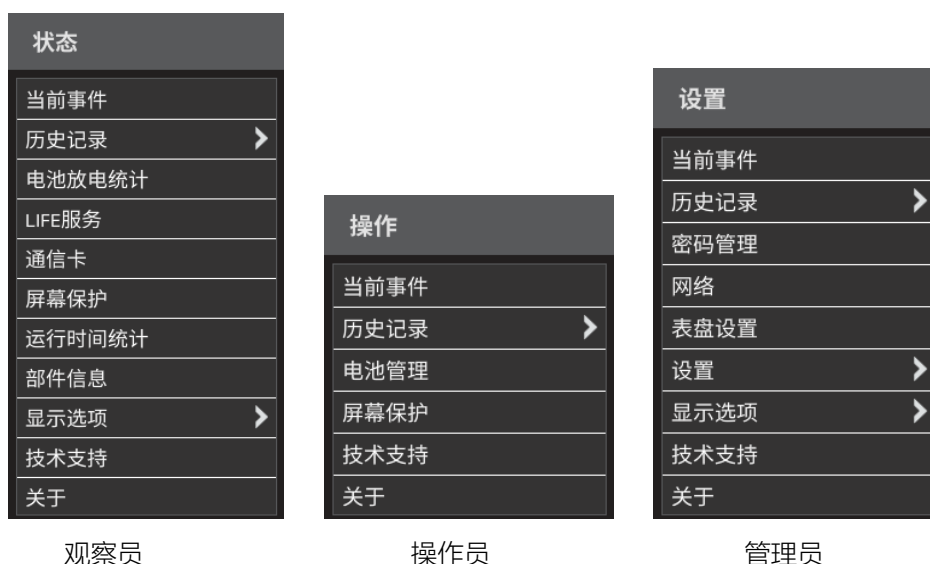 状态
当前事件
历史记录
电池放电统计
LIFE服务
通信卡
屏幕保护
运行时间统计
部件信息
显示选项
技术支持
关于
观察员
操作
当前事件
历史记录
电池管理
屏幕保护
技术支持
关于
操作员
设置
当前事件
历史记录
密码管理
网络
表盘设置
设置
显示选项
技术支持
关于
管理员